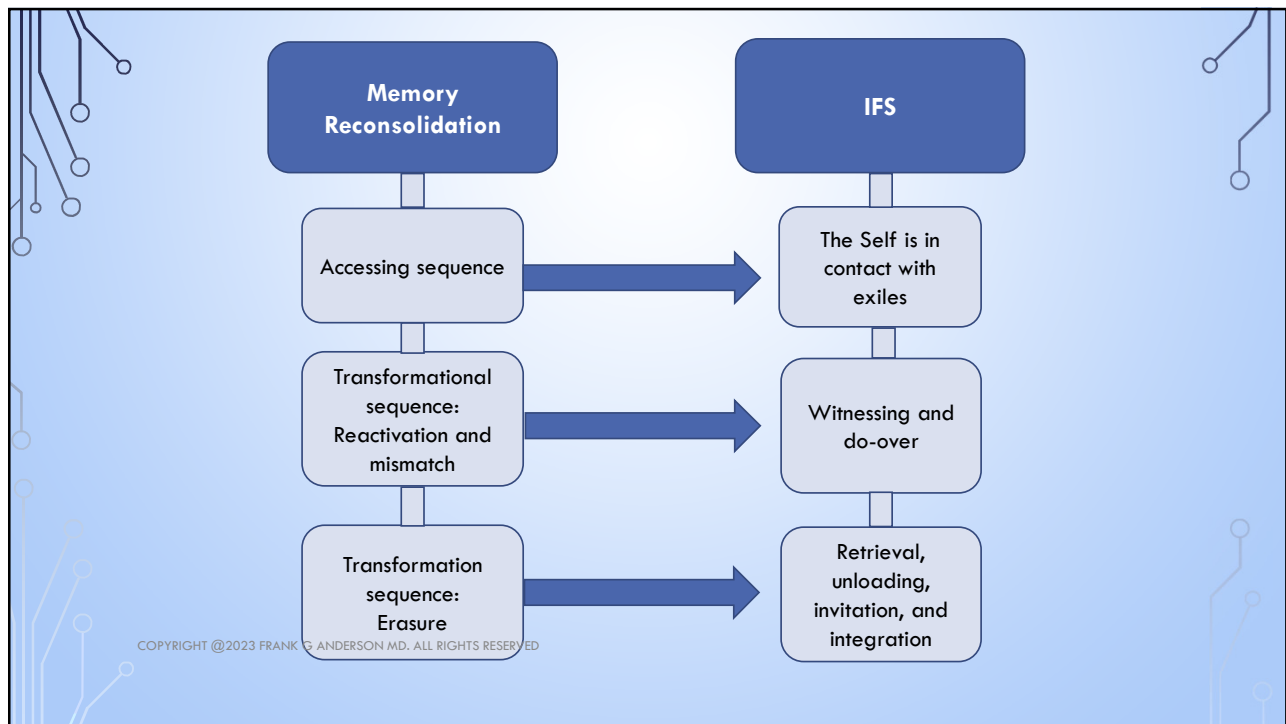 Memory
Reconsolidation
IFS
Accessing sequence
The Self is in
contact with
exiles
Transformational
sequence:
Reactivation and
mismatch
Witnessing and
do-over
Transformation
sequence:
Erasure
Retrieval,
unloading,
invitation, and
integration
COPYRIGHT @2023 FRANK G ANDERSON MD. ALL RIGHTS RESERVED